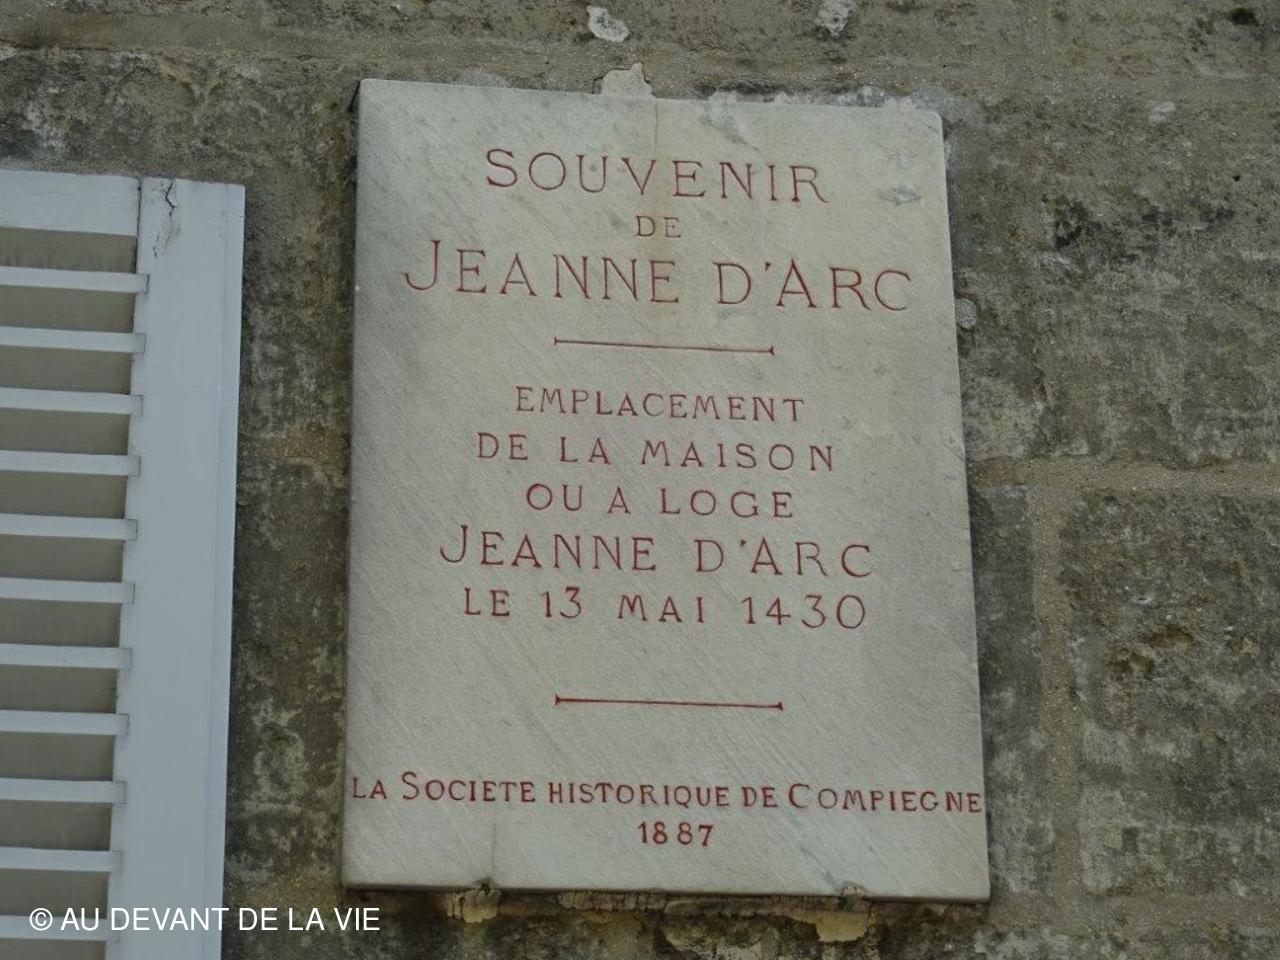 SOUVENIR
DE
JEANNE D'ARC
EMPLACEMENT
DE LA MAISON
OU A LOGE
JEANNE D'ARC
LE 13 MAI 1430
LA SOCIETE HISTORIQUE DE COMPIEGNE
1887
© AU DEVANT DE LA VIE